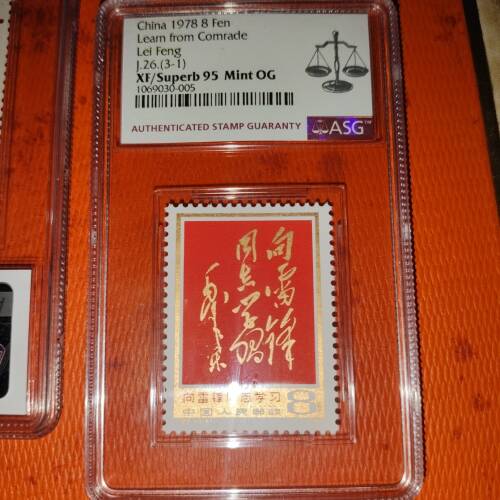 China 1978 8 Fen
Learn from Comrade
Lei Feng
J.26.(3-1)
XF/Superb 95 Mint OG
1069030-005
AUTHENTICATED STAMP GUARANTY
ASG™
向雷锋
同志学习
毛泽东
向雷锋同志学习
中国人民邮政
8